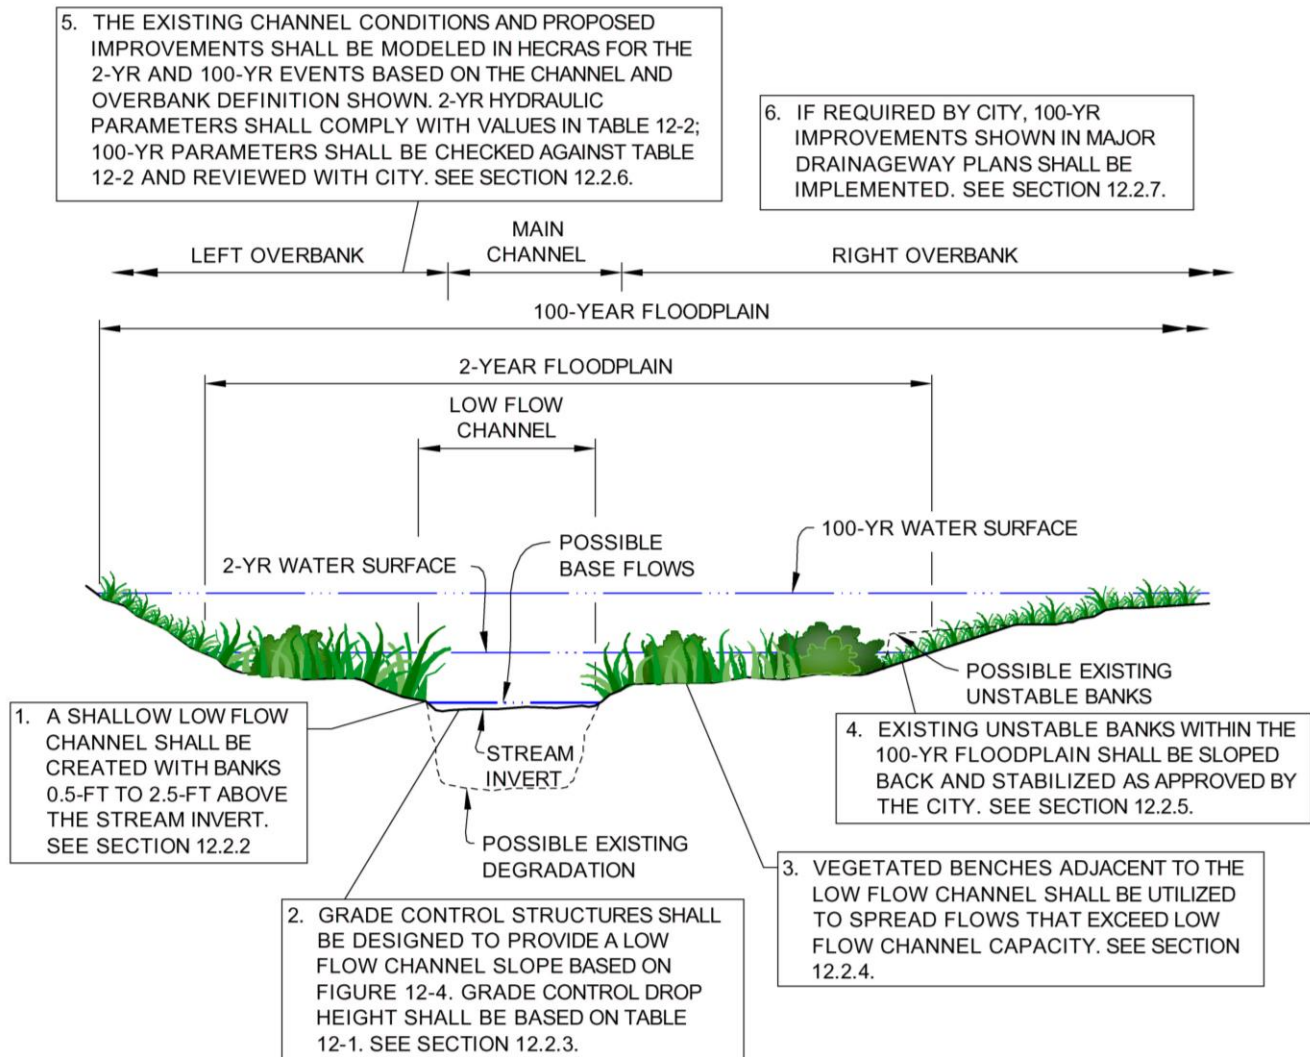 5. THE EXISTING CHANNEL CONDITIONS AND PROPOSED
IMPROVEMENTS SHALL BE MODELED IN HECRAS FOR THE
2-YR AND 100-YR EVENTS BASED ON THE CHANNEL AND
OVERBANK DEFINITION SHOWN. 2-YR HYDRAULIC
PARAMETERS SHALL COMPLY WITH VALUES IN TABLE 12-2;
100-YR PARAMETERS SHALL BE CHECKED AGAINST TABLE
12-2 AND REVIEWED WITH CITY. SEE SECTION 12.2.6.
6. IF REQUIRED BY CITY, 100-YR
IMPROVEMENTS SHOWN IN MAJOR
DRAINAGEWAY PLANS SHALL BE
IMPLEMENTED. SEE SECTION 12.2.7.
LEFT OVERBANK
MAIN
CHANNEL
RIGHT OVERBANK
100-YEAR FLOODPLAIN
2-YEAR FLOODPLAIN
LOW FLOW
CHANNEL
100-YR WATER SURFACE
2-YR WATER SURFACE
POSSIBLE
BASE FLOWS
POSSIBLE EXISTING
UNSTABLE BANKS
STREAM
INVERT
POSSIBLE EXISTING
DEGRADATION
1. A SHALLOW LOW FLOW
CHANNEL SHALL BE
CREATED WITH BANKS
0.5-FT TO 2.5-FT ABOVE
THE STREAM INVERT.
SEE SECTION 12.2.2
4. EXISTING UNSTABLE BANKS WITHIN THE
100-YR FLOODPLAIN SHALL BE SLOPED
BACK AND STABILIZED AS APPROVED BY
THE CITY. SEE SECTION 12.2.5.
2. GRADE CONTROL STRUCTURES SHALL
BE DESIGNED TO PROVIDE A LOW
FLOW CHANNEL SLOPE BASED ON
FIGURE 12-4. GRADE CONTROL DROP
HEIGHT SHALL BE BASED ON TABLE
12-1. SEE SECTION 12.2.3.
3. VEGETATED BENCHES ADJACENT TO THE
LOW FLOW CHANNEL SHALL BE UTILIZED
TO SPREAD FLOWS THAT EXCEED LOW
FLOW CHANNEL CAPACITY. SEE SECTION
12.2.4.